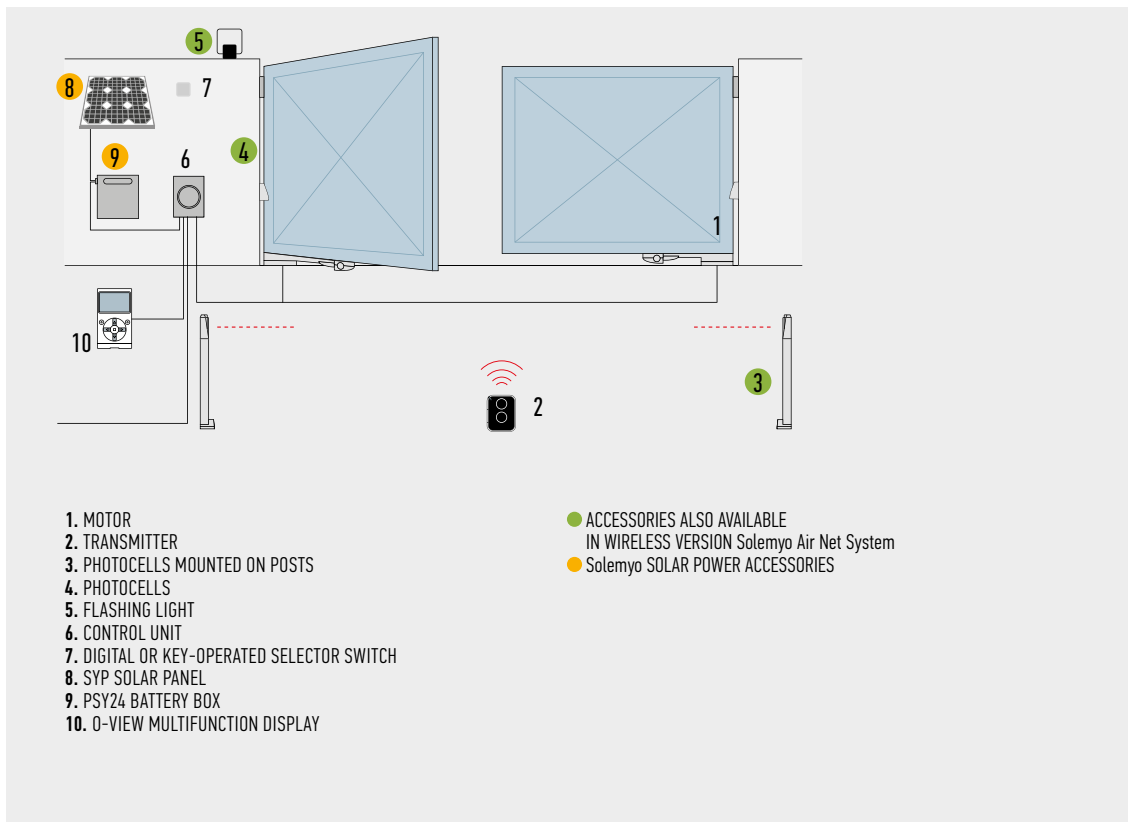 5
8
7
4
9
6
1
10
3
2
1. MOTOR
2. TRANSMITTER
3. PHOTOCELLS MOUNTED ON POSTS
4. PHOTOCELLS
5. FLASHING LIGHT
6. CONTROL UNIT
7. DIGITAL OR KEY-OPERATED SELECTOR SWITCH
8. SYP SOLAR PANEL
9. PSY24 BATTERY BOX
10. O-VIEW MULTIFUNCTION DISPLAY
ACCESSORIES ALSO AVAILABLE
IN WIRELESS VERSION Solemyo Air Net System
Solemyo SOLAR POWER ACCESSORIES